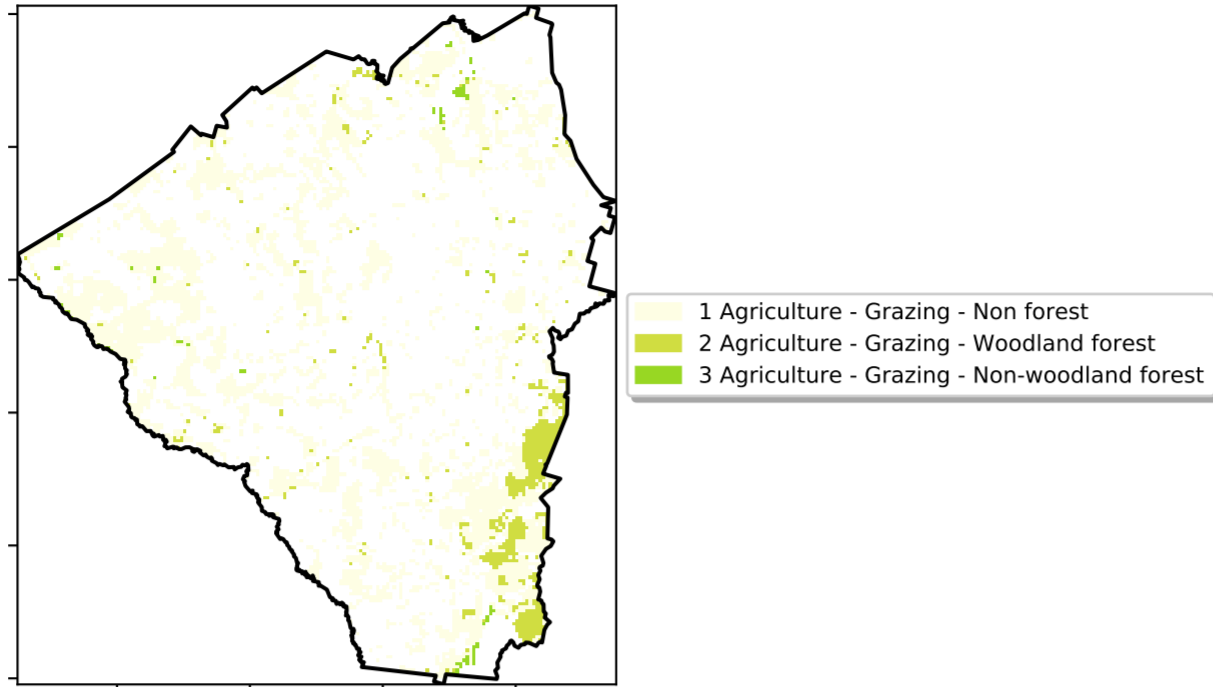 1 Agriculture - Grazing - Non forest
2 Agriculture - Grazing - Woodland forest
3 Agriculture - Grazing - Non-woodland forest